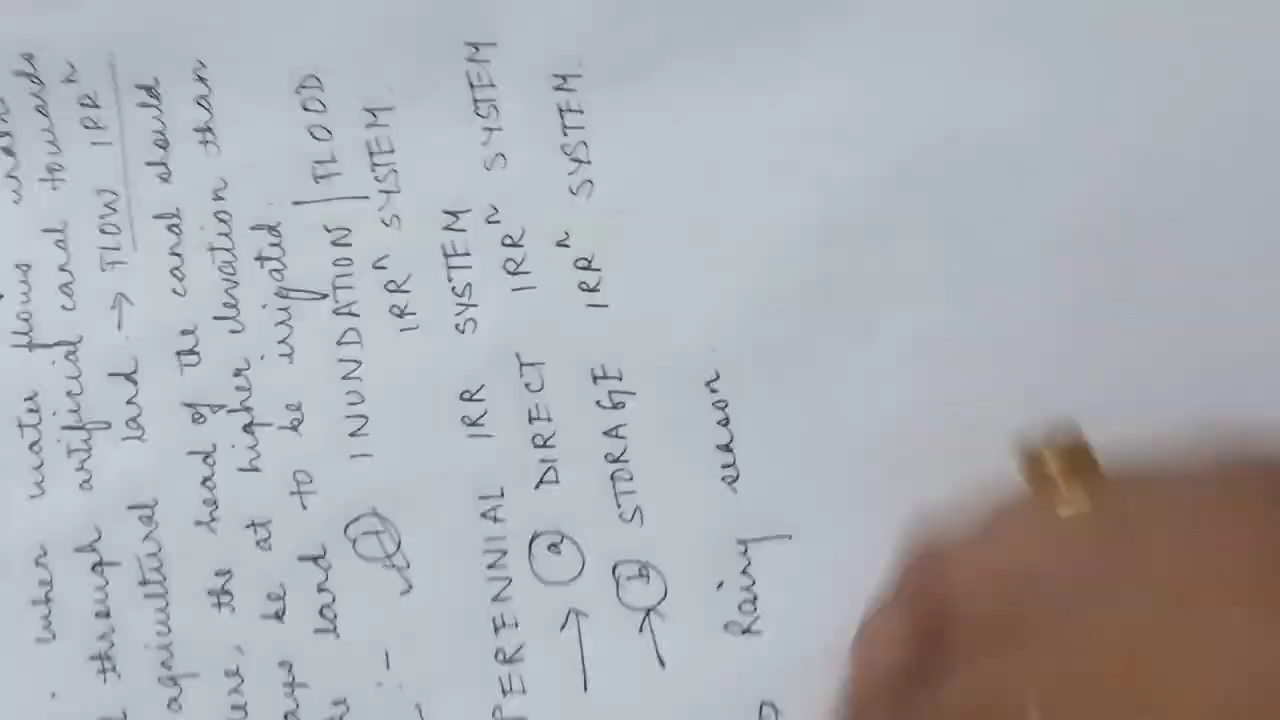 when water flows
through artificial canal towards
agricultural land → FLOW IRRⁿ
the head of the canal should
be at higher elevation than
land to be irrigated.
:- ① INUNDATION | FLOOD
IRRⁿ SYSTEM.
PERENNIAL IRR SYSTEM
→ ⓐ DIRECT IRRⁿ SYSTEM
→ ⓑ STORAGE IRRⁿ SYSTEM.
Rainy season